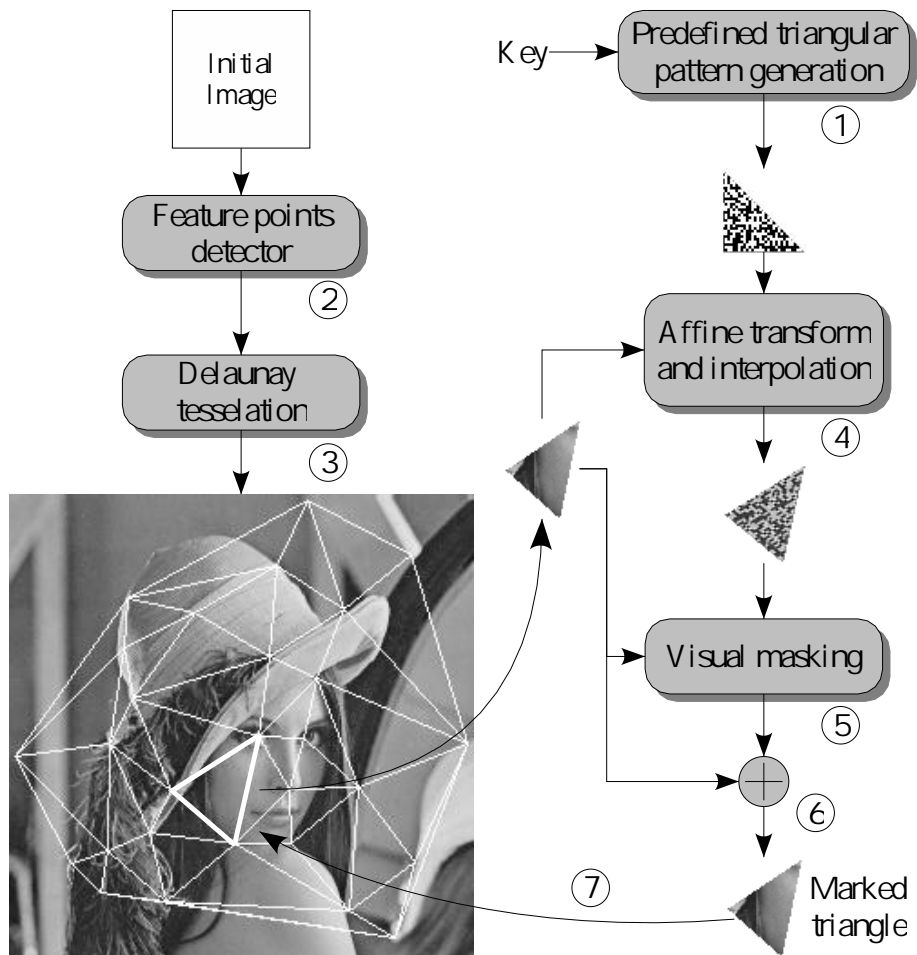 Initial
Image
Key
Predefined triangular
pattern generation
1
Feature points
detector
2
Affine transform
and interpolation
4
Delaunay
tesselation
3
Visual masking
5
6
7
Marked
triangle